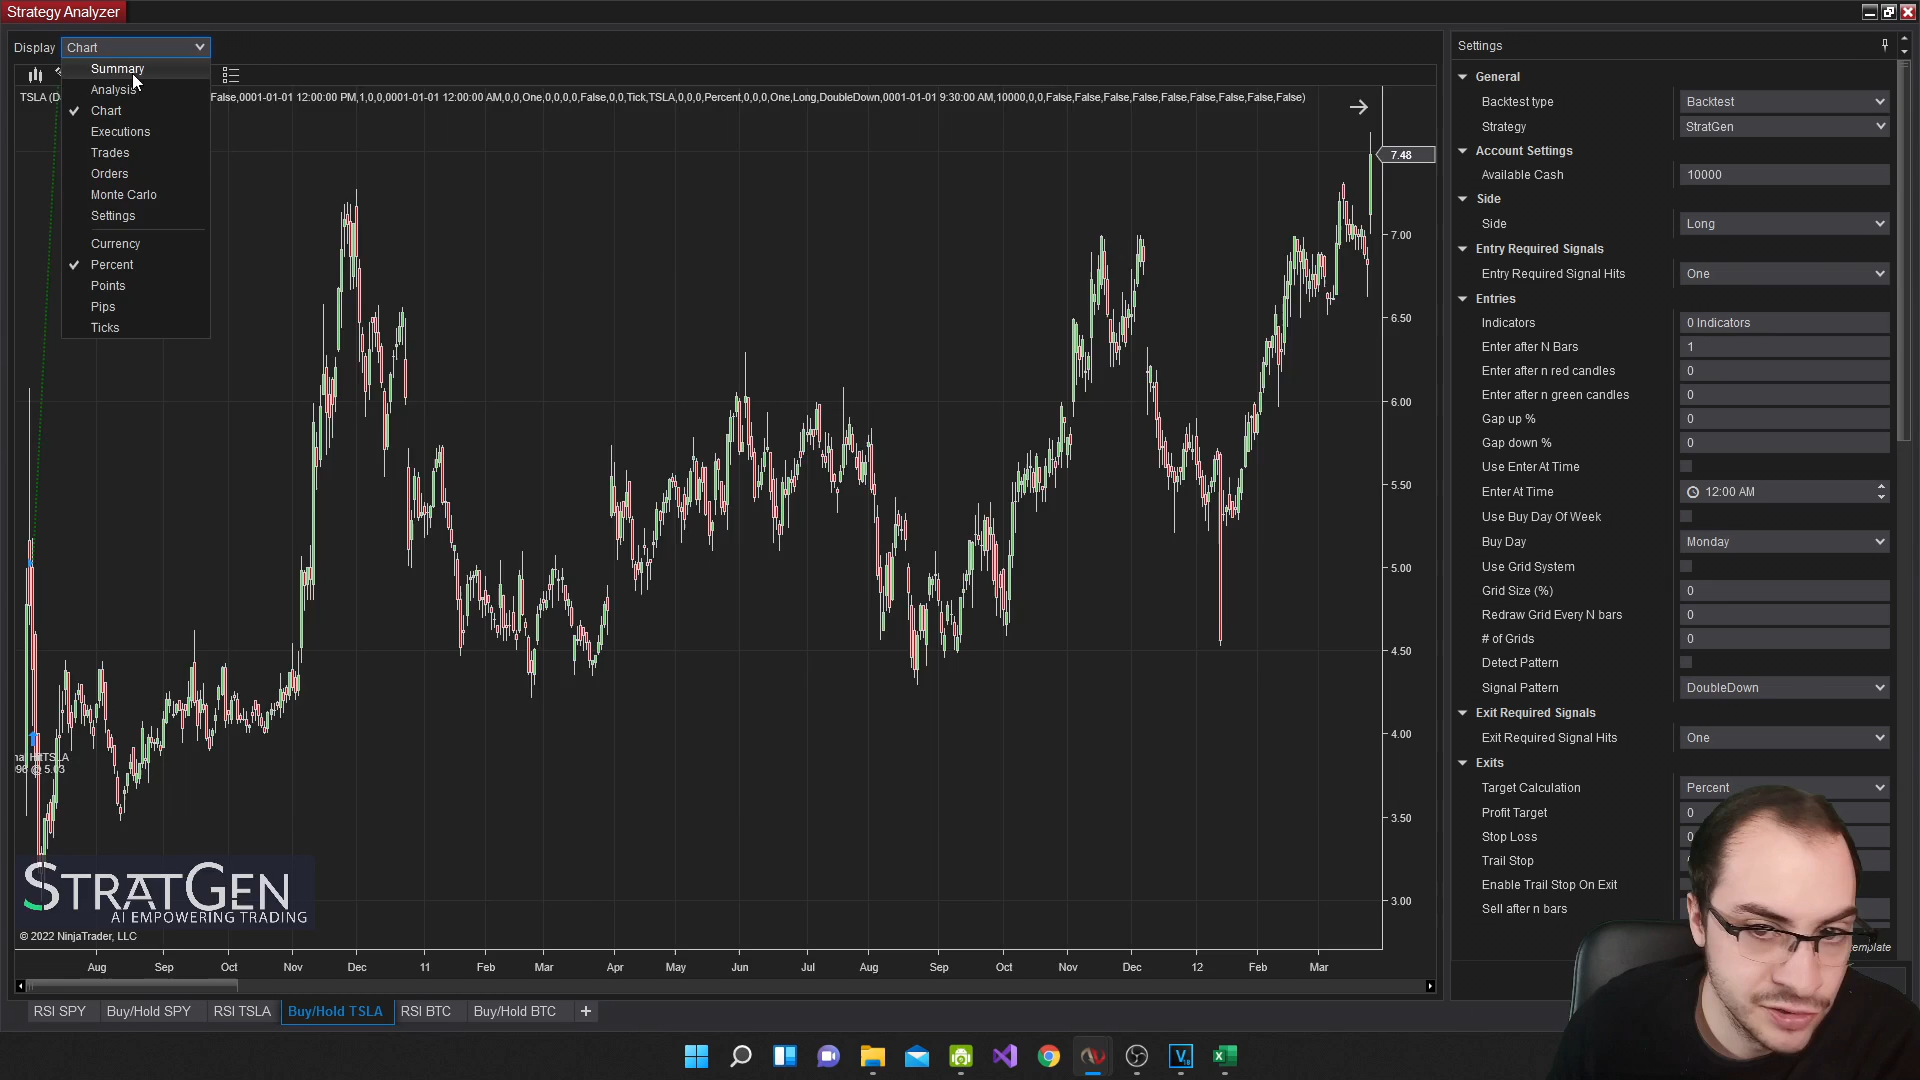 Strategy Analyzer
Display Chart
Summary
Analysis
Chart
Executions
Trades
Orders
Monte Carlo
Settings
Currency
Percent
Points
Pips
Ticks
TSLA (D
False,0001-01-01 12:00:00 PM,1,0,0,0001-01-01 12:00:00 AM,0,0,One,0,0,0,0,False,0,0,Tick,TSLA,0,0,0,Percent,0,0,0,One,Long,DoubleDown,0001-01-01 9:30:00 AM,10000,0,0,False,False,False,False,False,False,False,False,False)
7.48
7.00
6.50
6.00
5.50
5.00
4.50
4.00
3.50
3.00
@ 5.03
STRATGEN
AI EMPOWERING TRADING
© 2022 NinjaTrader, LLC
Aug Sep Oct Nov Dec 11 Feb Mar Apr May Jun Jul Aug Sep Oct Nov Dec 12 Feb Mar
RSI SPY Buy/Hold SPY RSI TSLA Buy/Hold TSLA RSI BTC Buy/Hold BTC +
Settings
General
Backtest type Backtest
Strategy StratGen
Account Settings
Available Cash 10000
Side
Side Long
Entry Required Signals
Entry Required Signal Hits One
Entries
Indicators 0 Indicators
Enter after N Bars 1
Enter after n red candles 0
Enter after n green candles 0
Gap up % 0
Gap down % 0
Use Enter At Time
Enter At Time 12:00 AM
Use Buy Day Of Week
Buy Day Monday
Use Grid System
Grid Size (%) 0
Redraw Grid Every N bars 0
# of Grids 0
Detect Pattern
Signal Pattern DoubleDown
Exit Required Signals
Exit Required Signal Hits One
Exits
Target Calculation Percent
Profit Target 0
Stop Loss 0
Trail Stop
Enable Trail Stop On Exit
Sell after n bars
template